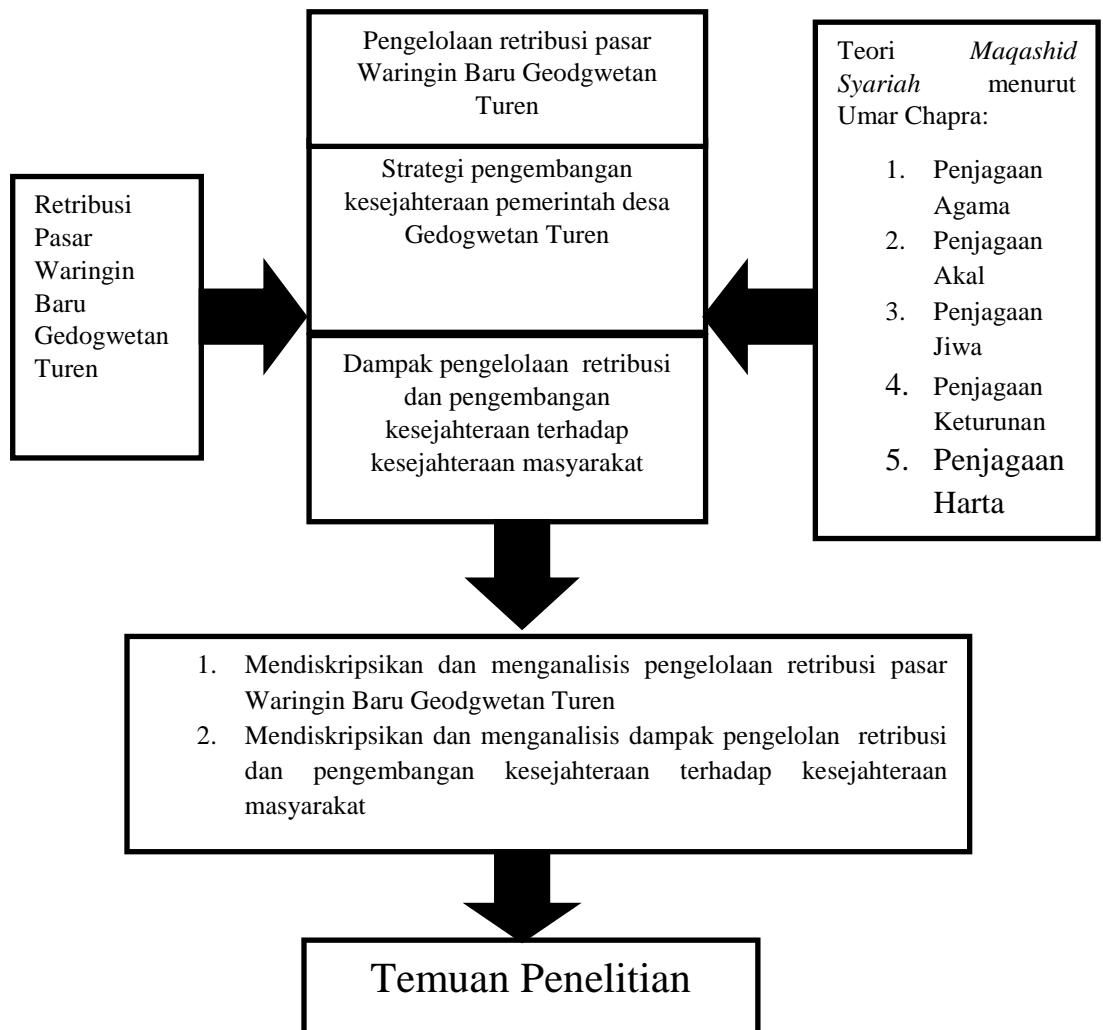 Pengelolaan retribusi pasar
Waringin Baru Geodgwetan
Turen
Strategi pengembangan
kesejahteraan pemerintah desa
Gedogwetan Turen
Dampak pengelolaan retribusi
dan pengembangan
kesejahteraan terhadap
kesejahteraan masyarakat
Retribusi
Pasar
Waringin
Baru
Gedogwetan
Turen
Teori Maqashid
Syariah menurut
Umar Chapra:
1. Penjagaan
Agama
2. Penjagaan
Akal
3. Penjagaan
Jiwa
4. Penjagaan
Keturunan
5. Penjagaan
Harta
1. Mendiskripsikan dan menganalisis pengelolaan retribusi pasar
Waringin Baru Geodgwetan Turen
2. Mendiskripsikan dan menganalisis dampak pengelolan retribusi
dan pengembangan kesejahteraan terhadap kesejahteraan
masyarakat
Temuan Penelitian